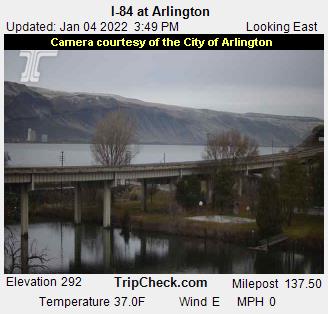 I-84 at Arlington
Updated: Jan 04 2022 3:49 PM Looking East
Camera courtesy of the City of Arlington
Elevation 292 TripCheck.com Milepost 137.50
Temperature 37.0F Wind E MPH 0